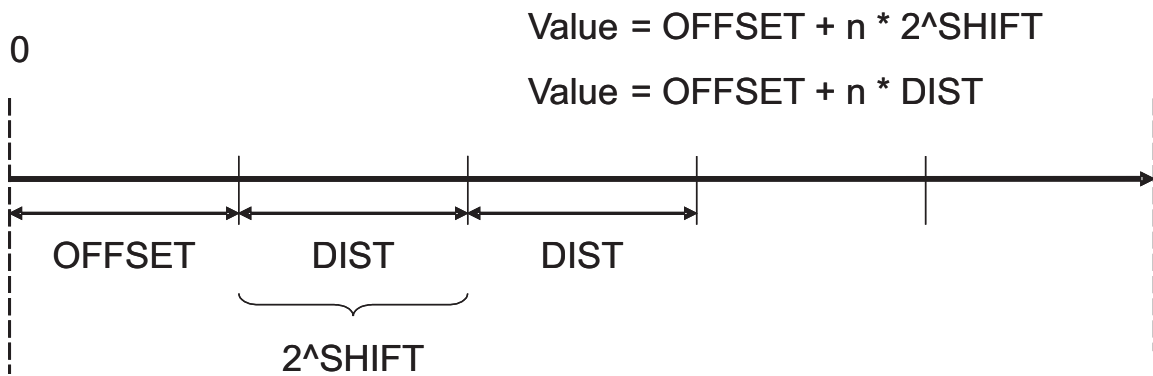 Value = OFFSET + n * 2^SHIFT
0
Value = OFFSET + n * DIST
OFFSET DIST DIST
2^SHIFT